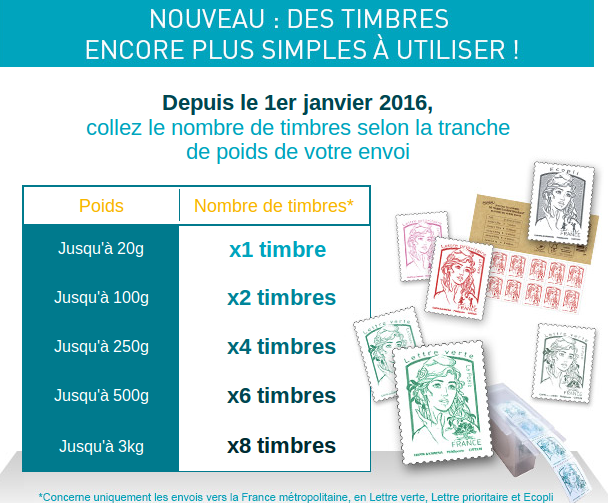 NOUVEAU : DES TIMBRES
ENCORE PLUS SIMPLES À UTILISER !
Depuis le 1er janvier 2016,
collez le nombre de timbres selon la tranche
de poids de votre envoi
Poids Nombre de timbres*
Jusqu'à 20g x1 timbre
Jusqu'à 100g x2 timbres
Jusqu'à 250g x4 timbres
Jusqu'à 500g x6 timbres
Jusqu'à 3kg x8 timbres
Ecopli
FRANCE
Lettre verte
FRANCE
*Concerne uniquement les envois vers la France métropolitaine, en Lettre verte, Lettre prioritaire et Ecopli